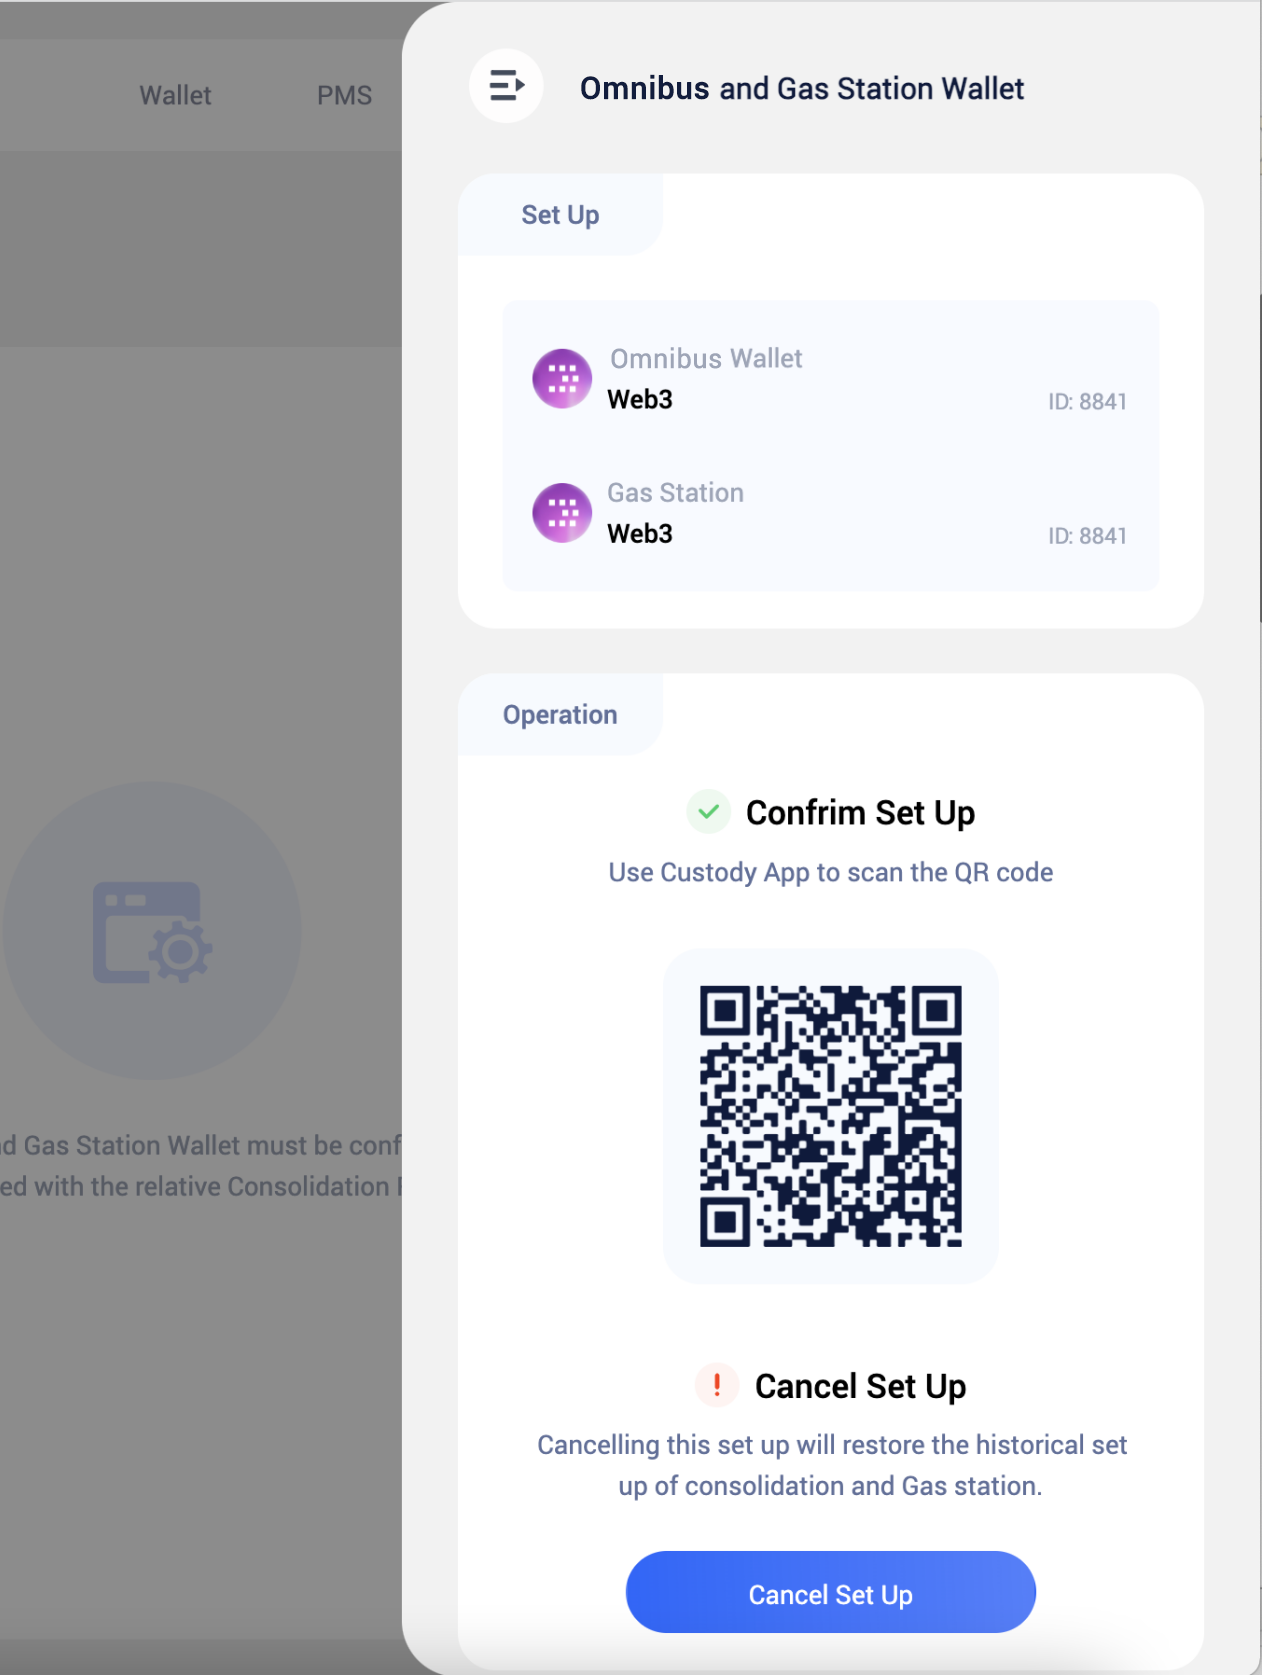 Wallet
PMS
Omnibus and Gas Station Wallet
Set Up
Omnibus Wallet
Web3
ID: 8841
Gas Station
Web3
ID: 8841
Operation
Confrim Set Up
Use Custody App to scan the QR code
Gas Station Wallet must be conf
ed with the relative Consolidation
Cancel Set Up
Cancelling this set up will restore the historical set
up of consolidation and Gas station.
Cancel Set Up